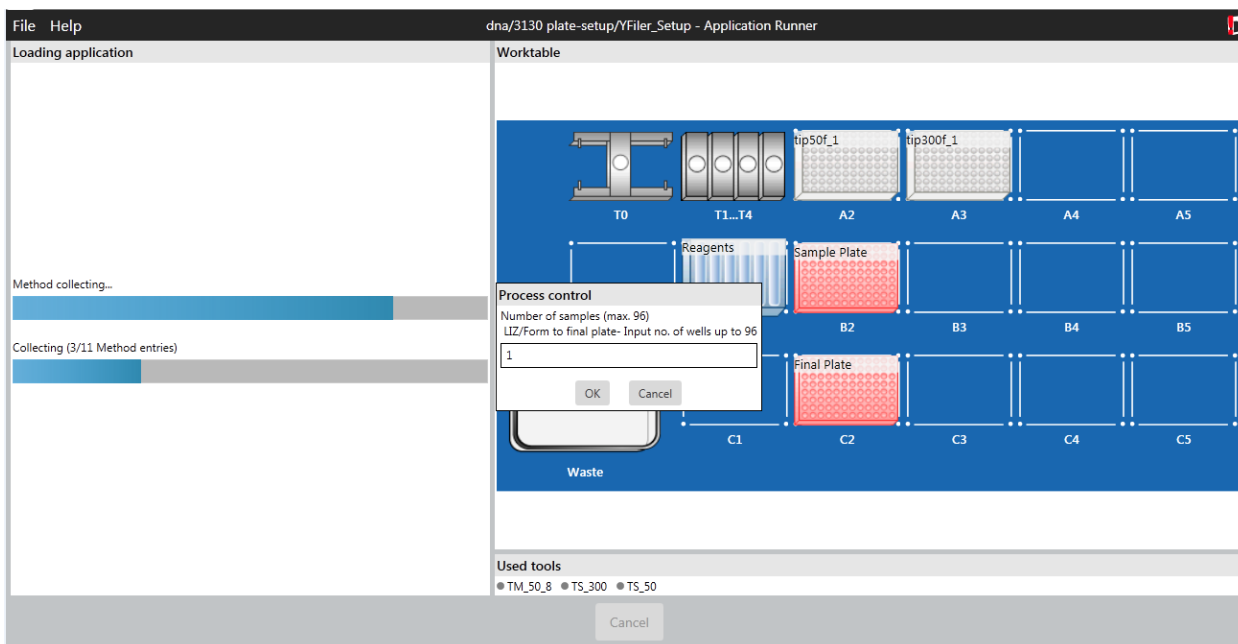 File Help
dna/3130 plate-setup/YFiler_Setup - Application Runner
Loading application
Method collecting...
Collecting (3/11 Method entries)
Worktable
tip50f_1
tip300f_1
T0
T1...T4
A2
A3
A4
A5
Reagents
Sample Plate
B2
B3
B4
B5
Process control
Number of samples (max. 96)
LIZ/Form to final plate- Input no. of wells up to 96
1
OK Cancel
Final Plate
C1
C2
C3
C4
C5
Waste
Used tools
TM_50_8 TS_300 TS_50
Cancel